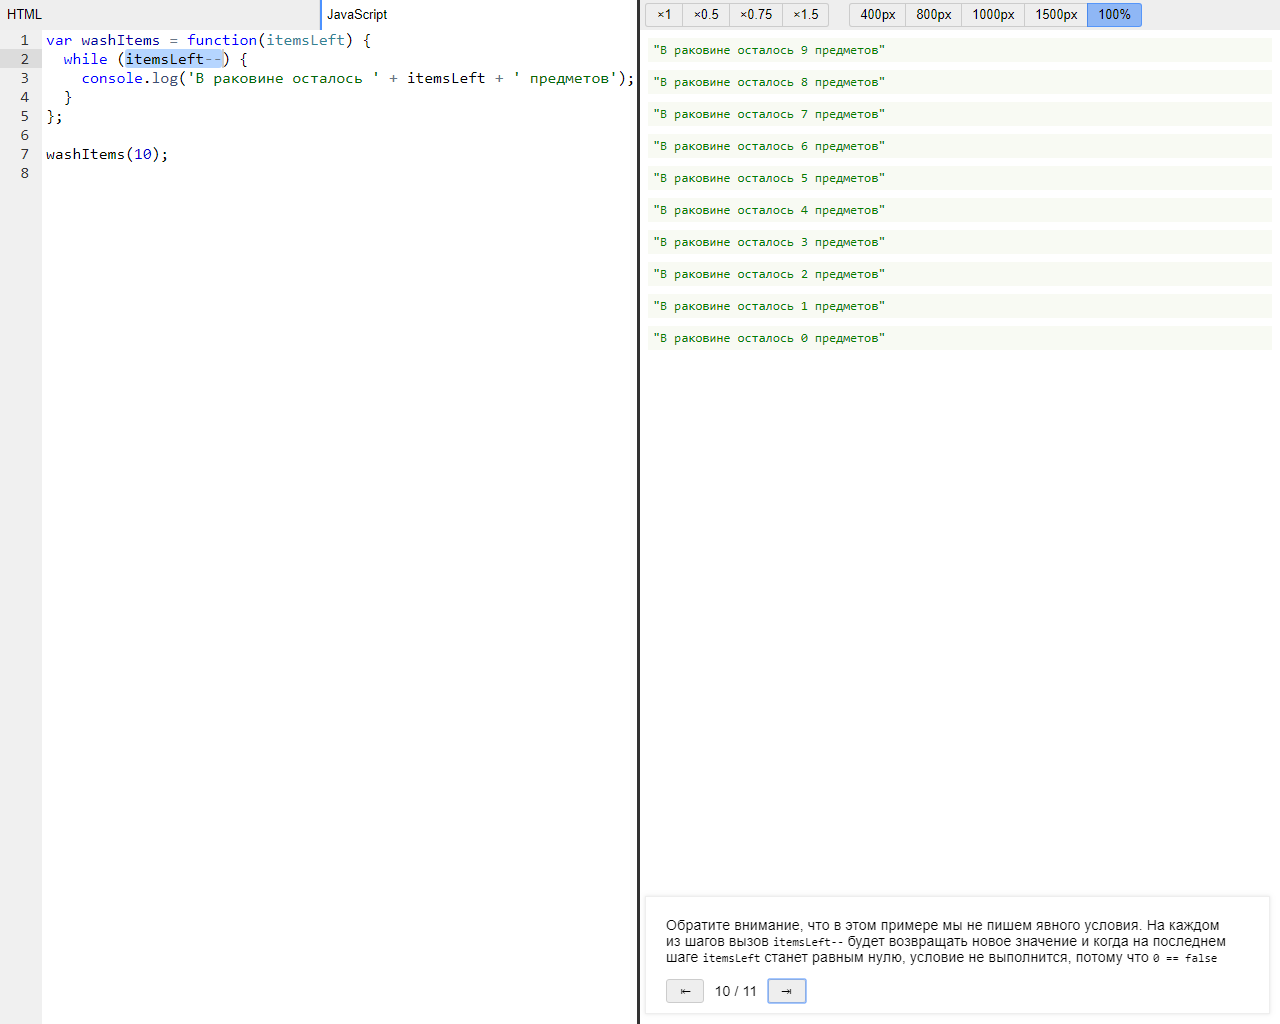 HTML
JavaScript
×1 ×0.5 ×0.75 ×1.5 400px 800px 1000px 1500px 100%
1 var washItems = function(itemsLeft) {
2 while (itemsLeft--) {
3 console.log('В раковине осталось ' + itemsLeft + ' предметов');
4 }
5 };
6
7 washItems(10);
8
"В раковине осталось 9 предметов"
"В раковине осталось 8 предметов"
"В раковине осталось 7 предметов"
"В раковине осталось 6 предметов"
"В раковине осталось 5 предметов"
"В раковине осталось 4 предметов"
"В раковине осталось 3 предметов"
"В раковине осталось 2 предметов"
"В раковине осталось 1 предметов"
"В раковине осталось 0 предметов"
Обратите внимание, что в этом примере мы не пишем явного условия. На каждом
из шагов вызов itemsLeft-- будет возвращать новое значение и когда на последнем
шаге itemsLeft станет равным нулю, условие не выполнится, потому что 0 == false
⇤ 10 / 11 ⇥